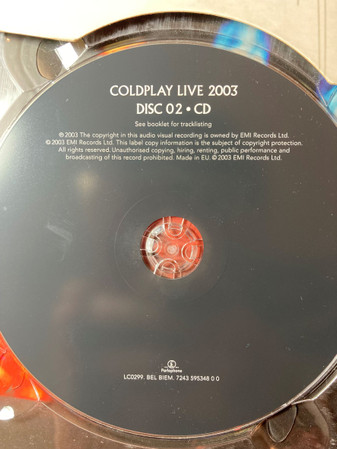 COLDPLAY LIVE 2003
DISC 02 • CD
See booklet for tracklisting
℗ 2003 The copyright in this audio visual recording is owned by EMI Records Ltd.
© 2003 EMI Records Ltd. This label copy information is the subject of copyright protection.
All rights reserved. Unauthorised copying, hiring, renting, public performance and
broadcasting of this record prohibited. Made in EU. © 2003 EMI Records Ltd.
Parlophone
LC0299. BEL BIEM. 7243 595348 0 0